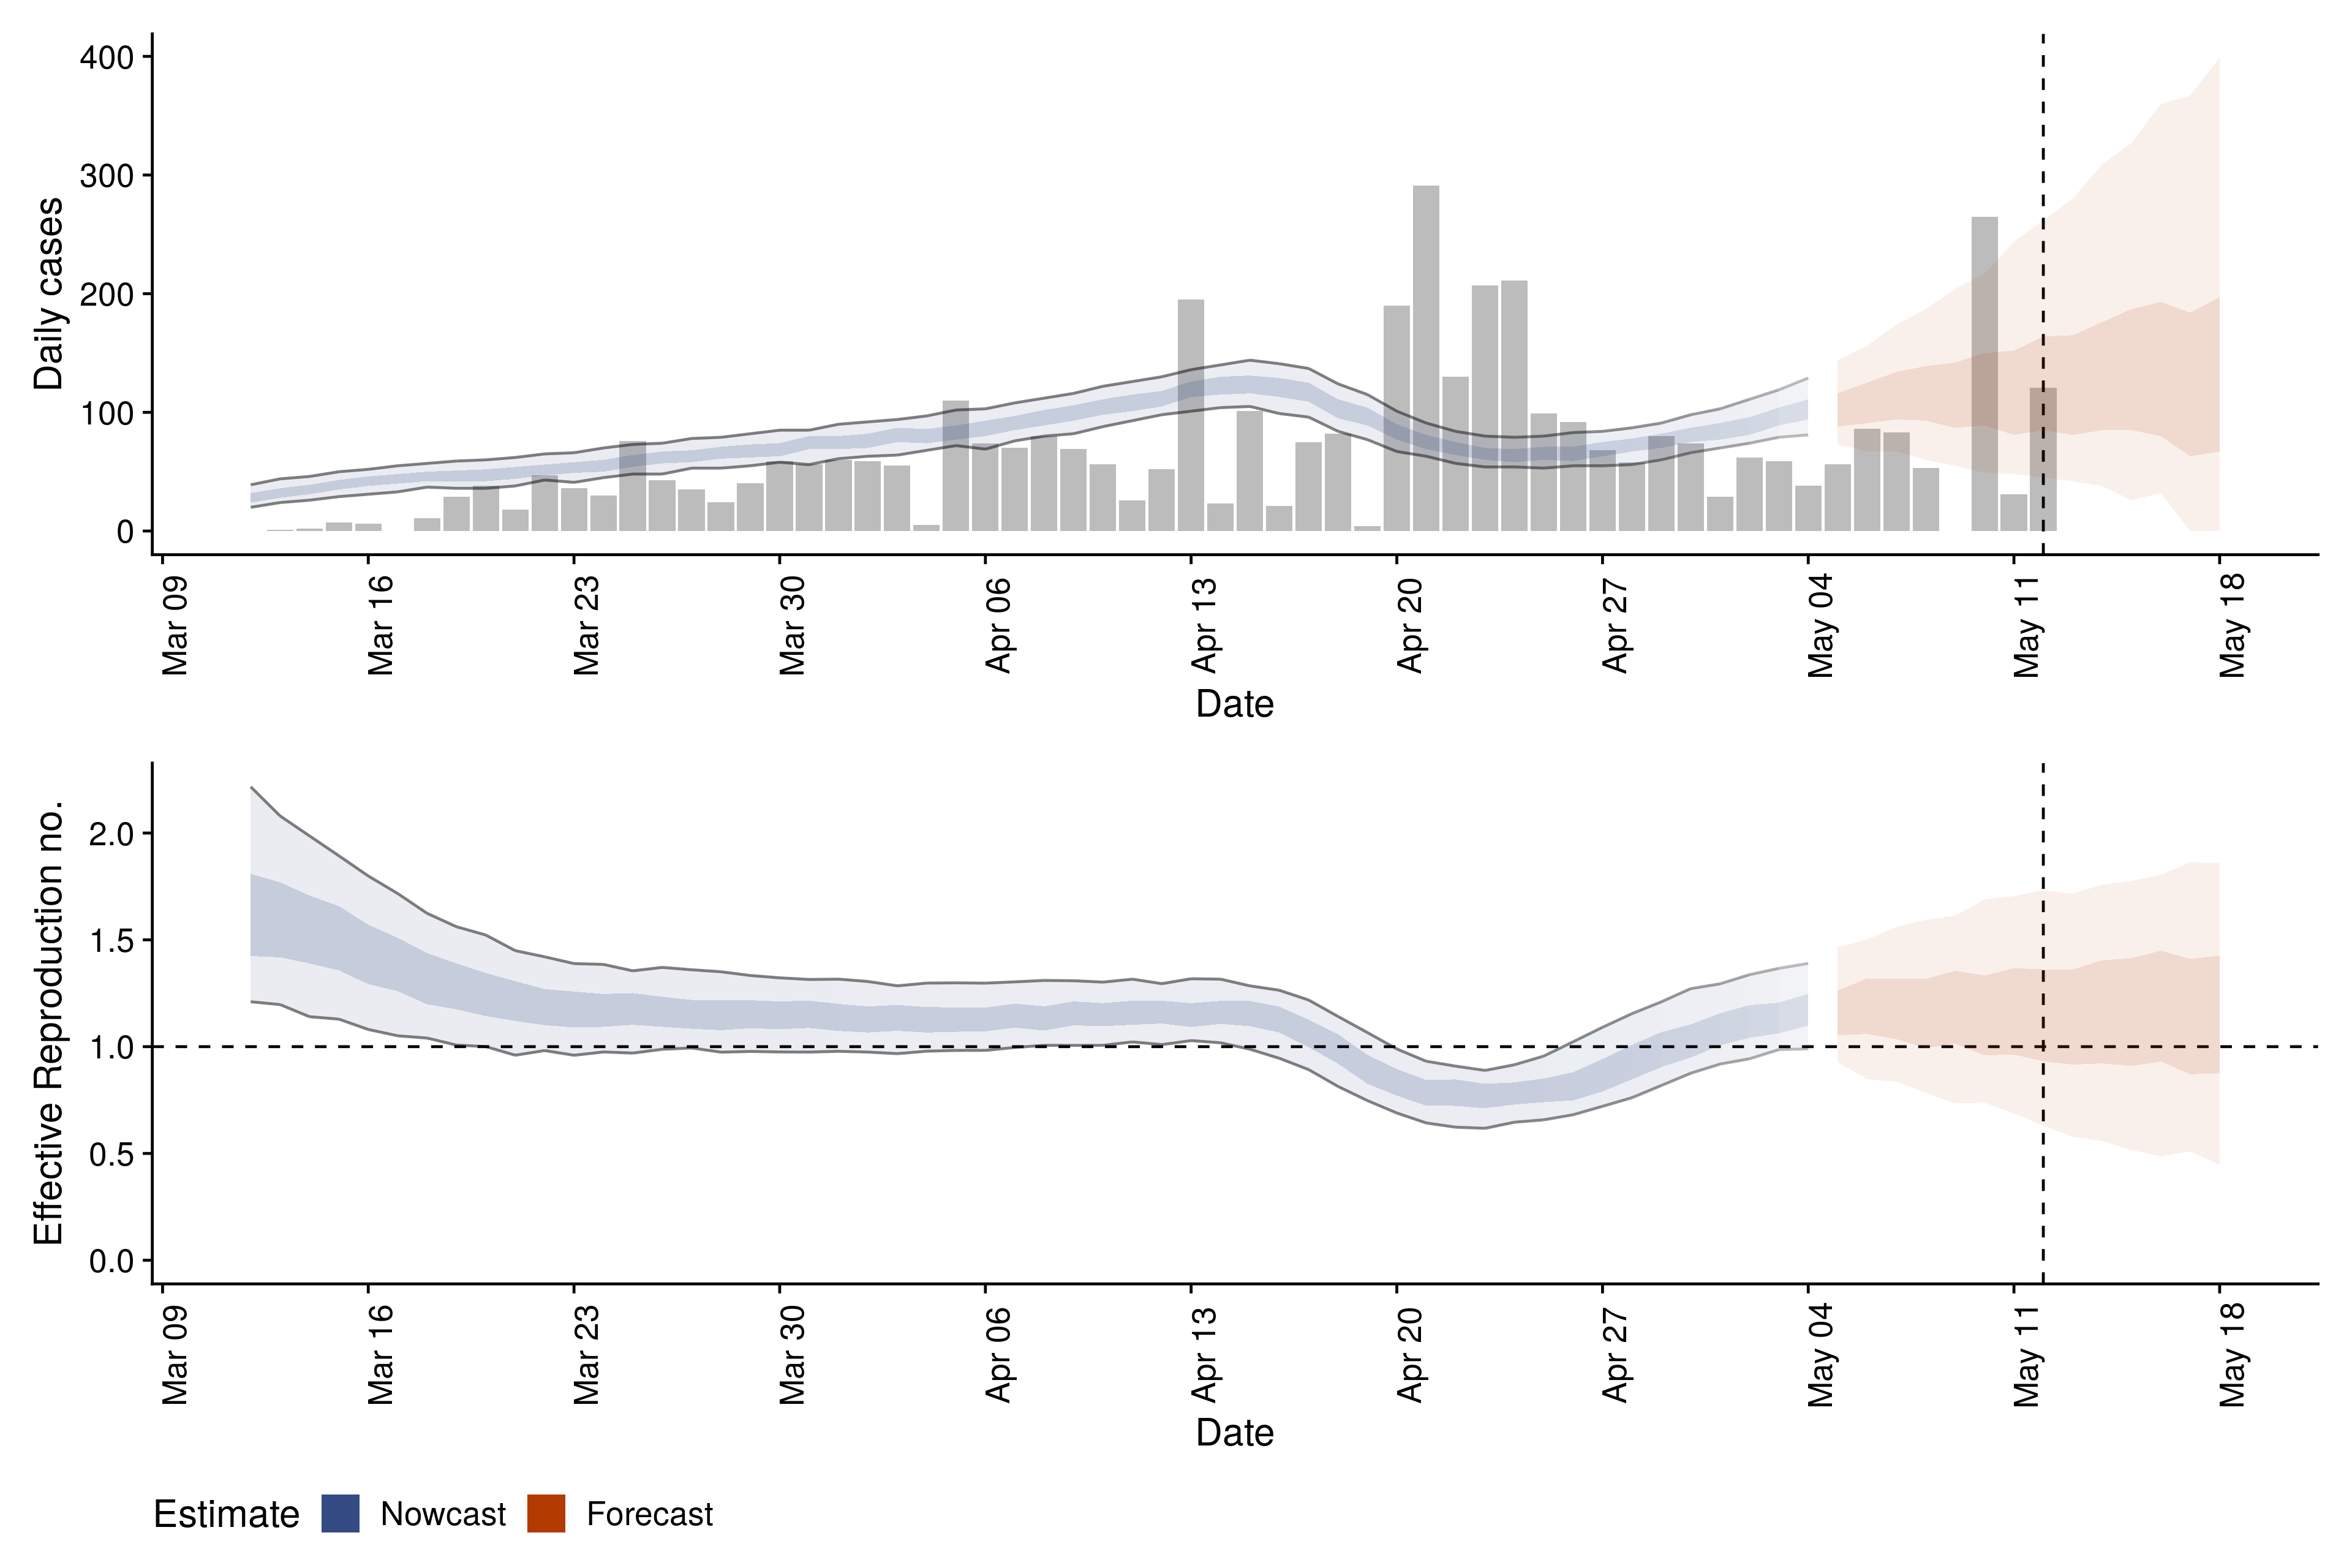 Daily cases
400
300
200
100
0
Mar 09
Mar 16
Mar 23
Mar 30
Apr 06
Apr 13
Apr 20
Apr 27
May 04
May 11
May 18
Date
Effective Reproduction no.
2.0
1.5
1.0
0.5
0.0
Mar 09
Mar 16
Mar 23
Mar 30
Apr 06
Apr 13
Apr 20
Apr 27
May 04
May 11
May 18
Date
Estimate Nowcast Forecast